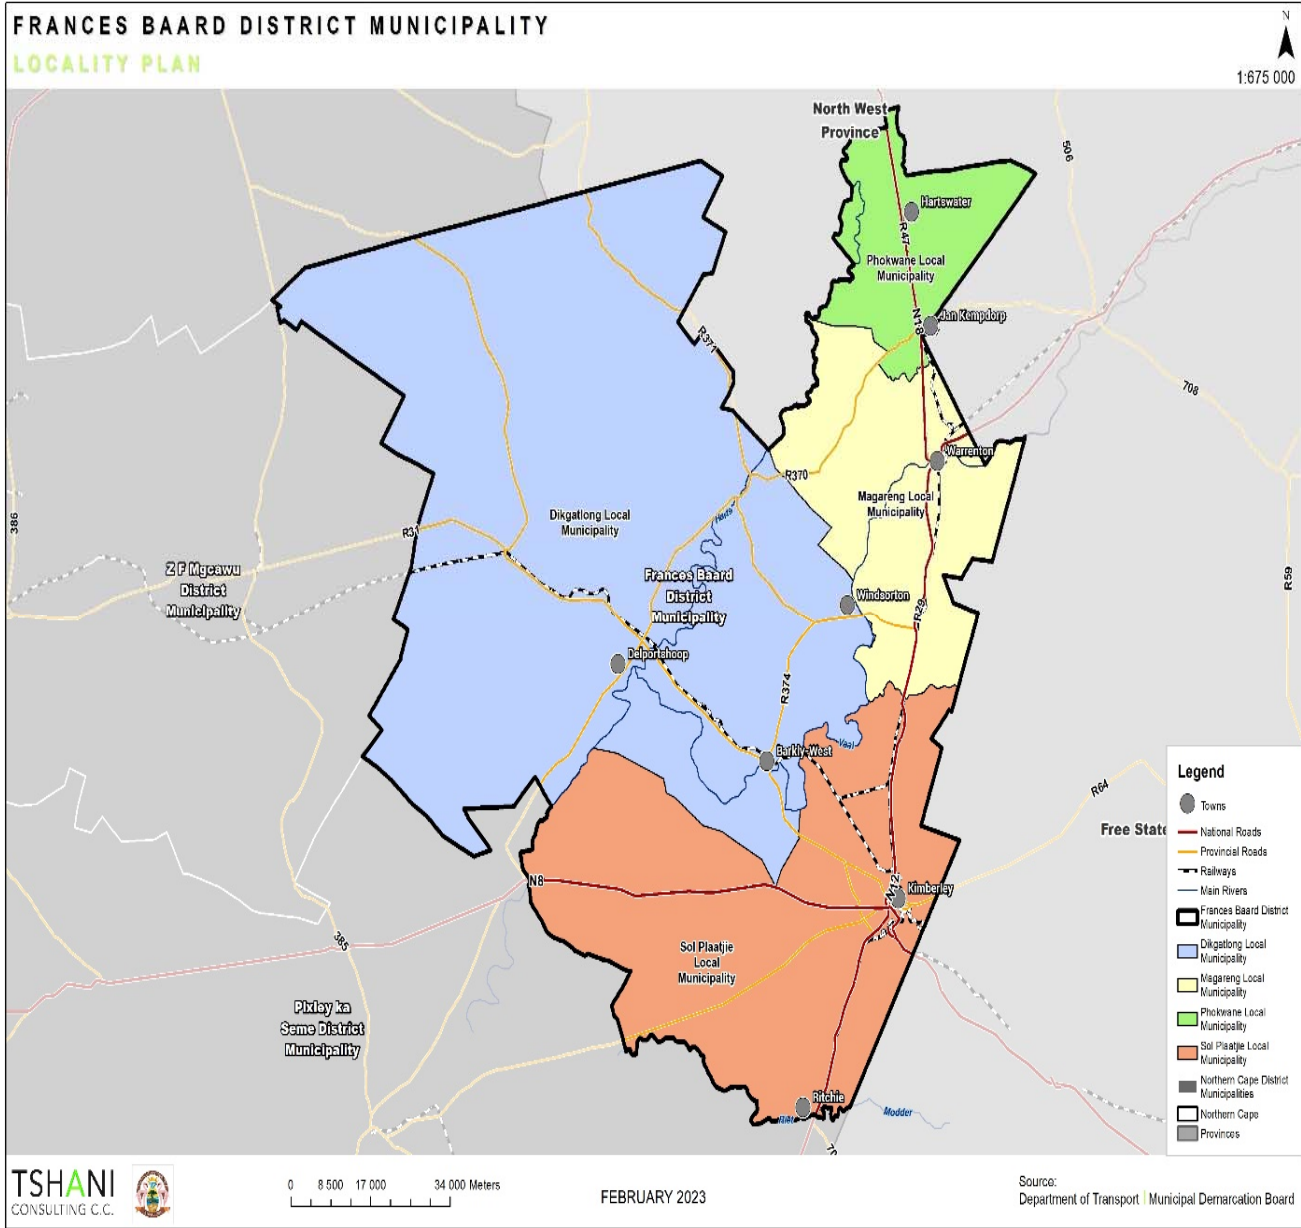 FRANCES BAARD DISTRICT MUNICIPALITY
LOCALITY PLAN
N
1:675 000
North West
Province
506
Hartswater
R47
Phokwane Local
Municipality
N18
Jan Kempdorp
R371
708
Warrenton
R370
Magareng Local
Municipality
386
Dikgatlong Local
Municipality
Harts
R31
Z F Mgcawu
District
Municipality
Frances Baard
District
Municipality
R59
Windsorton
R29
Delportshoop
R374
Vaal
Barkly-West
R64
Free State
N8
N12
Kimberley
385
Sol Plaatjie
Local
Municipality
Pixley ka
Seme District
Municipality
Ritchie
Riet
Modder
Legend
Towns
National Roads
Provincial Roads
Railways
Main Rivers
Frances Baard District
Municipality
Dikgatlong Local
Municipality
Magareng Local
Municipality
Phokwane Local
Municipality
Sol Plaatjie Local
Municipality
Northern Cape District
Municipalities
Northern Cape
Provinces
TSHANI
CONSULTING C.C.
0 8 500 17 000 34 000 Meters
FEBRUARY 2023
Source:
Department of Transport | Municipal Demarcation Board